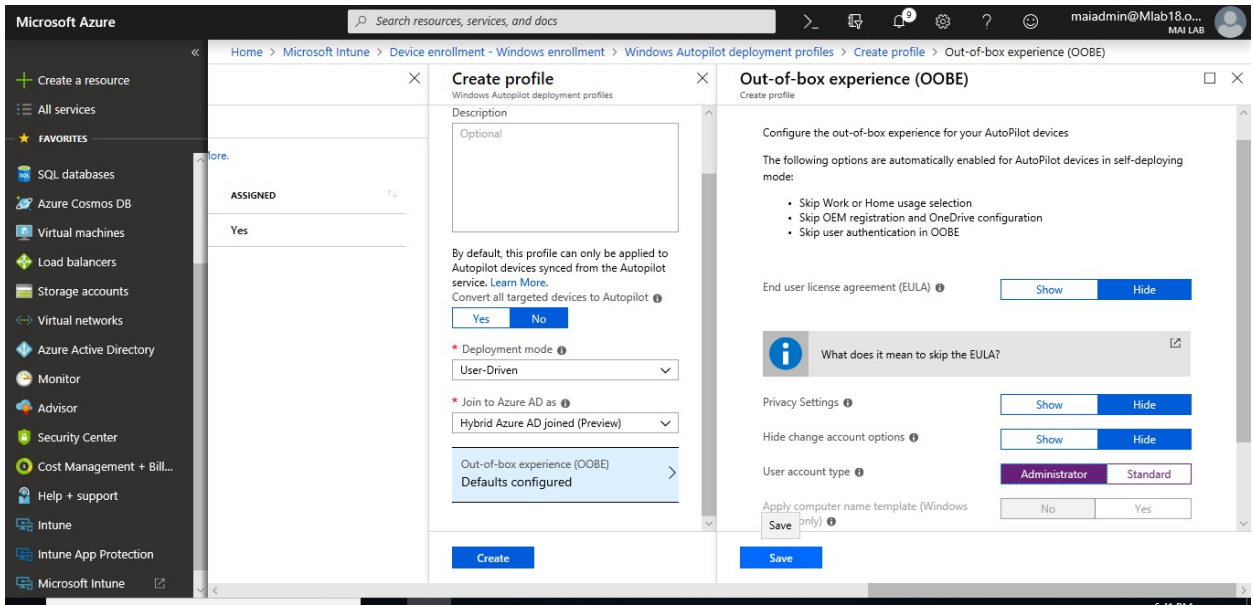 Microsoft Azure
Search resources, services, and docs
9
maiadmin@Mlab18.o...
MAI LAB
Home > Microsoft Intune > Device enrollment - Windows enrollment > Windows Autopilot deployment profiles > Create profile > Out-of-box experience (OOBE)
Create a resource
All services
FAVORITES
SQL databases
Azure Cosmos DB
Virtual machines
Load balancers
Storage accounts
Virtual networks
Azure Active Directory
Monitor
Advisor
Security Center
Cost Management + Bill...
Help + support
Intune
Intune App Protection
Microsoft Intune
lore.
ASSIGNED
Yes
Create profile
Windows Autopilot deployment profiles
Description
Optional
By default, this profile can only be applied to
Autopilot devices synced from the Autopilot
service. Learn More.
Convert all targeted devices to Autopilot
Yes No
* Deployment mode
User-Driven
* Join to Azure AD as
Hybrid Azure AD joined (Preview)
Out-of-box experience (OOBE)
Defaults configured
Create
Out-of-box experience (OOBE)
Create profile
Configure the out-of-box experience for your AutoPilot devices
The following options are automatically enabled for AutoPilot devices in self-deploying
mode:
• Skip Work or Home usage selection
• Skip OEM registration and OneDrive configuration
• Skip user authentication in OOBE
End user license agreement (EULA) Show Hide
What does it mean to skip the EULA?
Privacy Settings Show Hide
Hide change account options Show Hide
User account type Administrator Standard
Apply computer name template (Windows
only) No Yes
Save
Save